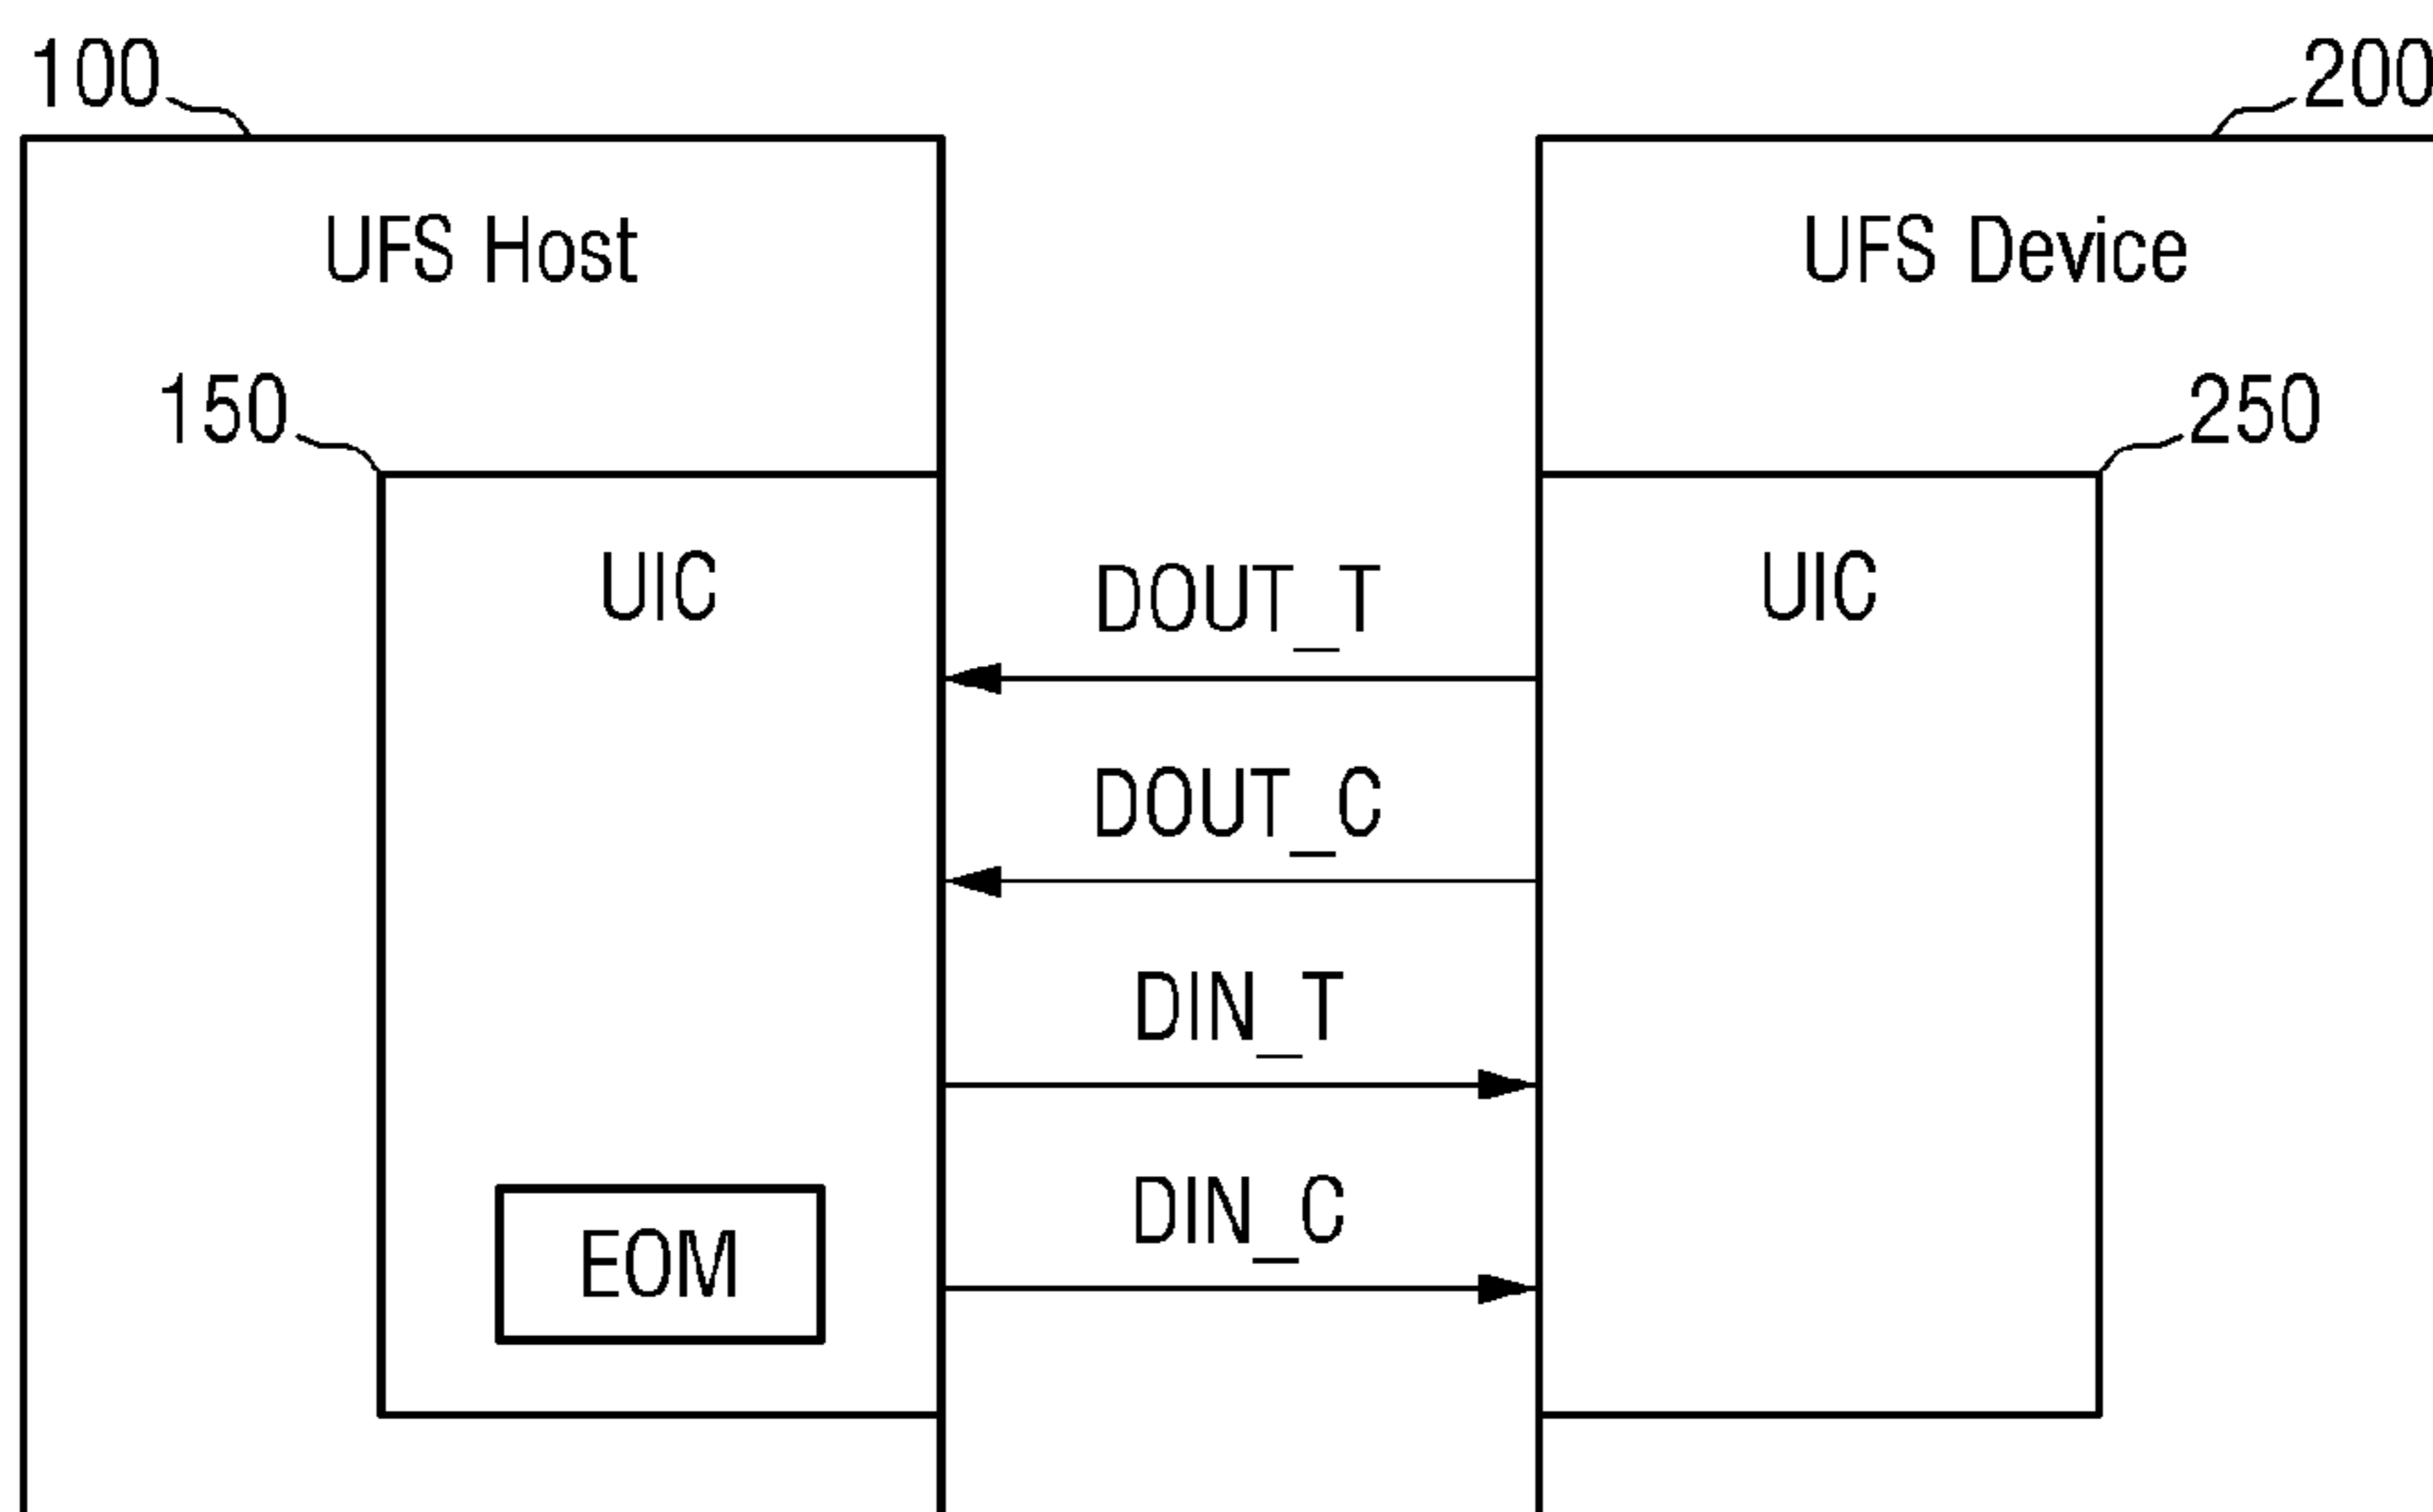 100
200
UFS Host
UFS Device
150
250
UIC
UIC
DOUT_T
DOUT_C
DIN_T
DIN_C
EOM